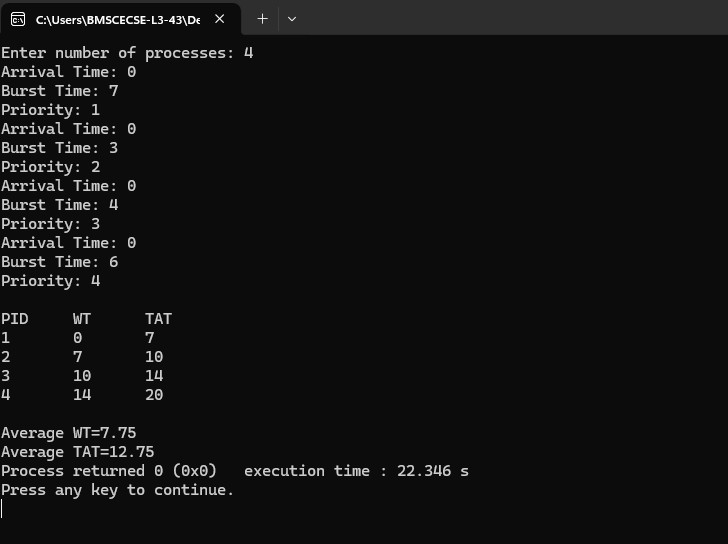 C:\Users\BMSCECSE-L3-43\De
Enter number of processes: 4
Arrival Time: 0
Burst Time: 7
Priority: 1
Arrival Time: 0
Burst Time: 3
Priority: 2
Arrival Time: 0
Burst Time: 4
Priority: 3
Arrival Time: 0
Burst Time: 6
Priority: 4
PID WT TAT
1 0 7
2 7 10
3 10 14
4 14 20
Average WT=7.75
Average TAT=12.75
Process returned 0 (0x0)   execution time : 22.346 s
Press any key to continue.